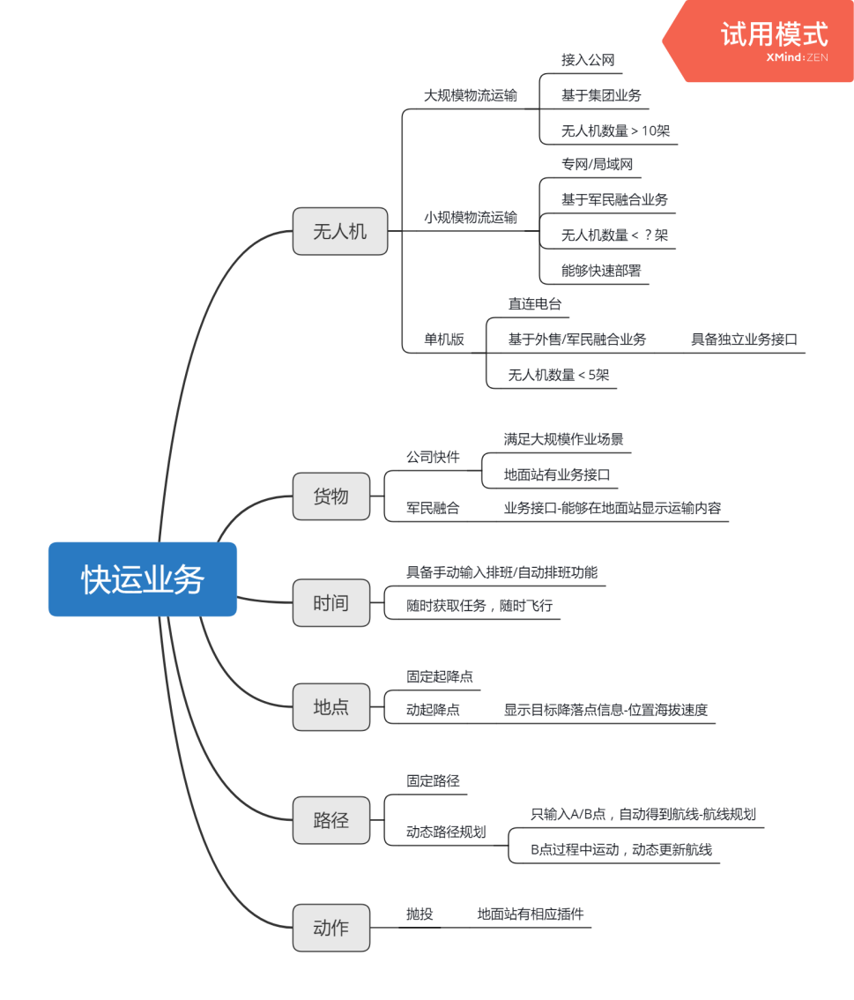 试用模式
XMind:ZEN
快运业务
无人机
大规模物流运输
接入公网
基于集团业务
无人机数量＞10架
小规模物流运输
专网/局域网
基于军民融合业务
无人机数量＜？架
能够快速部署
单机版
直连电台
基于外售/军民融合业务
具备独立业务接口
无人机数量＜5架
货物
公司快件
满足大规模作业场景
地面站有业务接口
军民融合
业务接口-能够在地面站显示运输内容
时间
具备手动输入排班/自动排班功能
随时获取任务，随时飞行
地点
固定起降点
动起降点
显示目标降落点信息-位置海拔速度
路径
固定路径
动态路径规划
只输入A/B点，自动得到航线-航线规划
B点过程中运动，动态更新航线
动作
抛投
地面站有相应插件